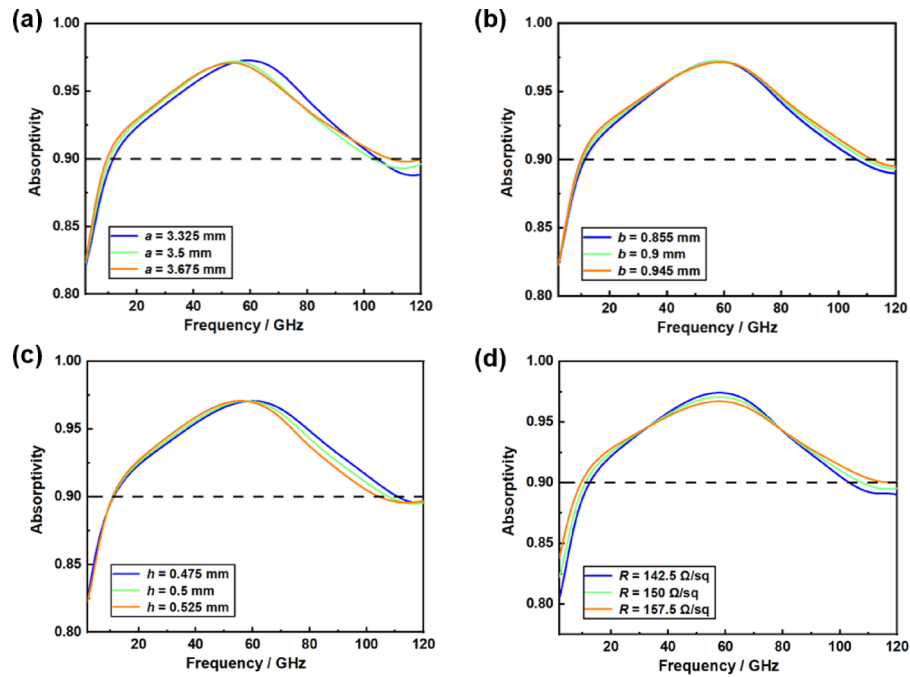 (a)
1.00
0.95
0.90
0.85
0.80
Absorptivity
a = 3.325 mm
a = 3.5 mm
a = 3.675 mm
20 40 60 80 100 120
Frequency / GHz
(b)
1.00
0.95
0.90
0.85
0.80
Absorptivity
b = 0.855 mm
b = 0.9 mm
b = 0.945 mm
20 40 60 80 100 120
Frequency / GHz
(c)
1.00
0.95
0.90
0.85
0.80
Absorptivity
h = 0.475 mm
h = 0.5 mm
h = 0.525 mm
20 40 60 80 100 120
Frequency / GHz
(d)
1.00
0.95
0.90
0.85
0.80
Absorptivity
R = 142.5 Ω/sq
R = 150 Ω/sq
R = 157.5 Ω/sq
20 40 60 80 100 120
Frequency / GHz